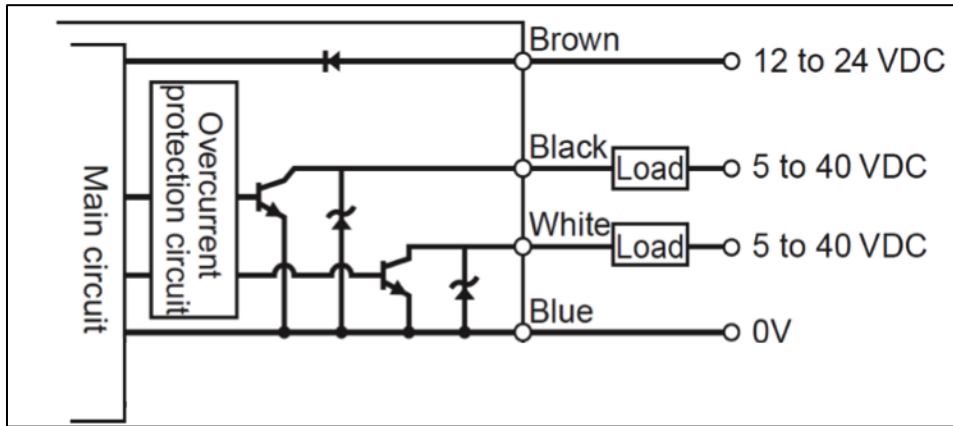 Brown
12 to 24 VDC
Main circuit
Overcurrent
protection circuit
Black
Load
5 to 40 VDC
White
Load
5 to 40 VDC
Blue
0V